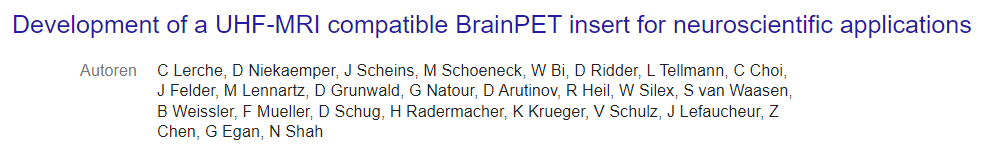 Development of a UHF-MRI compatible BrainPET insert for neuroscientific applications
Autoren C Lerche, D Niekaemper, J Scheins, M Schoeneck, W Bi, D Ridder, L Tellmann, C Choi,
J Felder, M Lennartz, D Grunwald, G Natour, D Arutinov, R Heil, W Silex, S van Waasen,
B Weissler, F Mueller, D Schug, H Radermacher, K Krueger, V Schulz, J Lefaucheur, Z
Chen, G Egan, N Shah